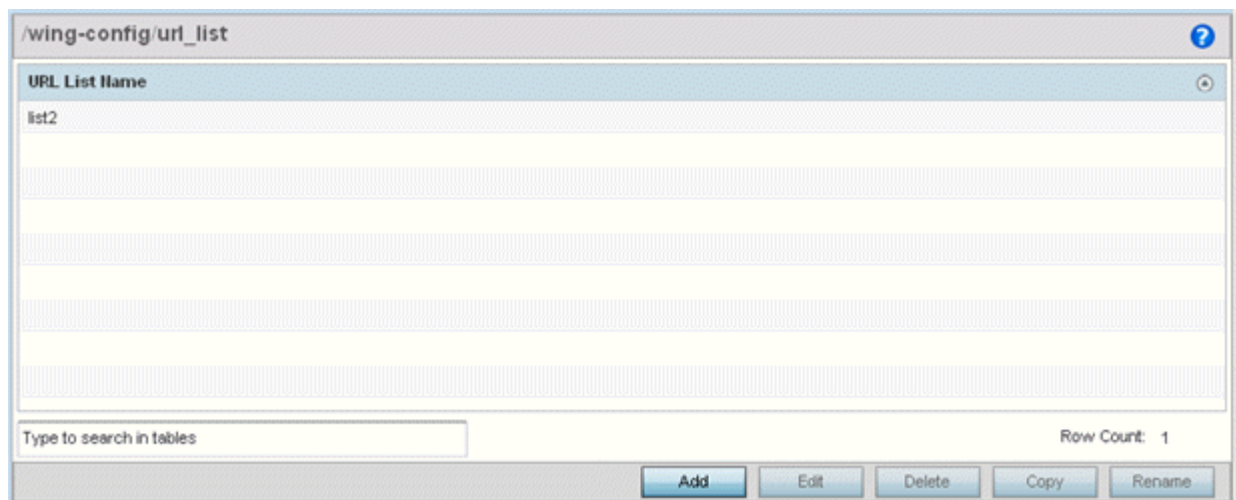 /wing-config/url_list
?
URL List Name
list2
Type to search in tables
Row Count: 1
Add Edit Delete Copy Rename